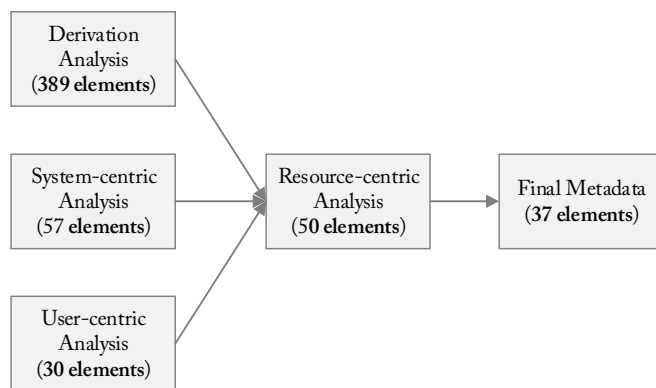 Derivation
Analysis
(389 elements)
System-centric
Analysis
(57 elements)
User-centric
Analysis
(30 elements)
Resource-centric
Analysis
(50 elements)
Final Metadata
(37 elements)